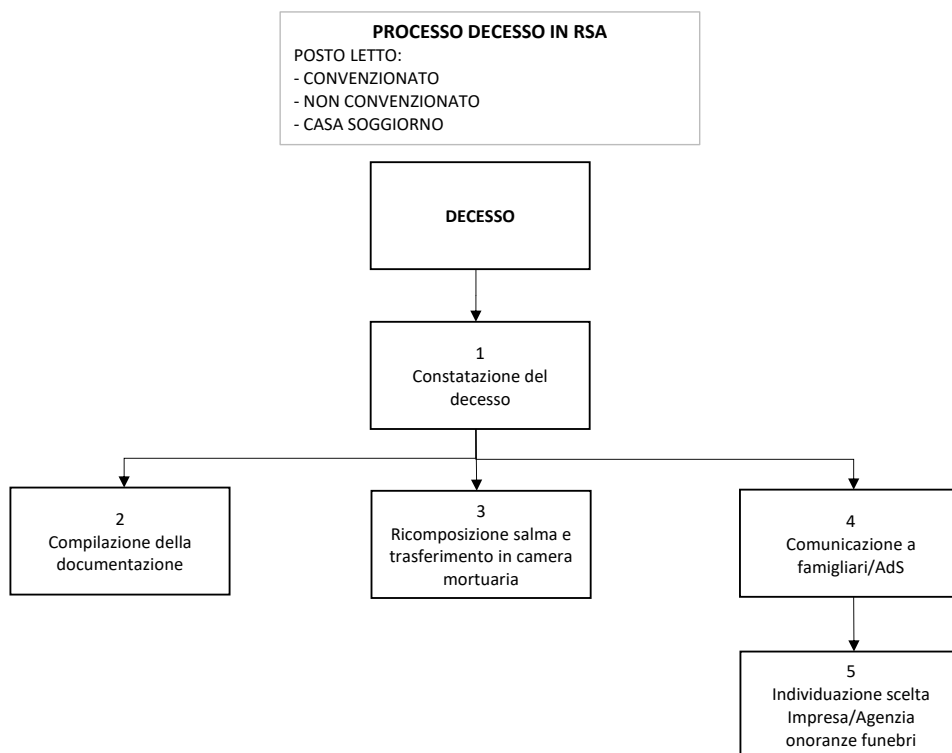 PROCESSO DECESSO IN RSA
POSTO LETTO:
- CONVENZIONATO
- NON CONVENZIONATO
- CASA SOGGIORNO
DECESSO
1
Constatazione del
decesso
2
Compilazione della
documentazione
3
Ricomposizione salma e
trasferimento in camera
mortuaria
4
Comunicazione a
famigliari/AdS
5
Individuazione scelta
Impresa/Agenzia
onoranze funebri